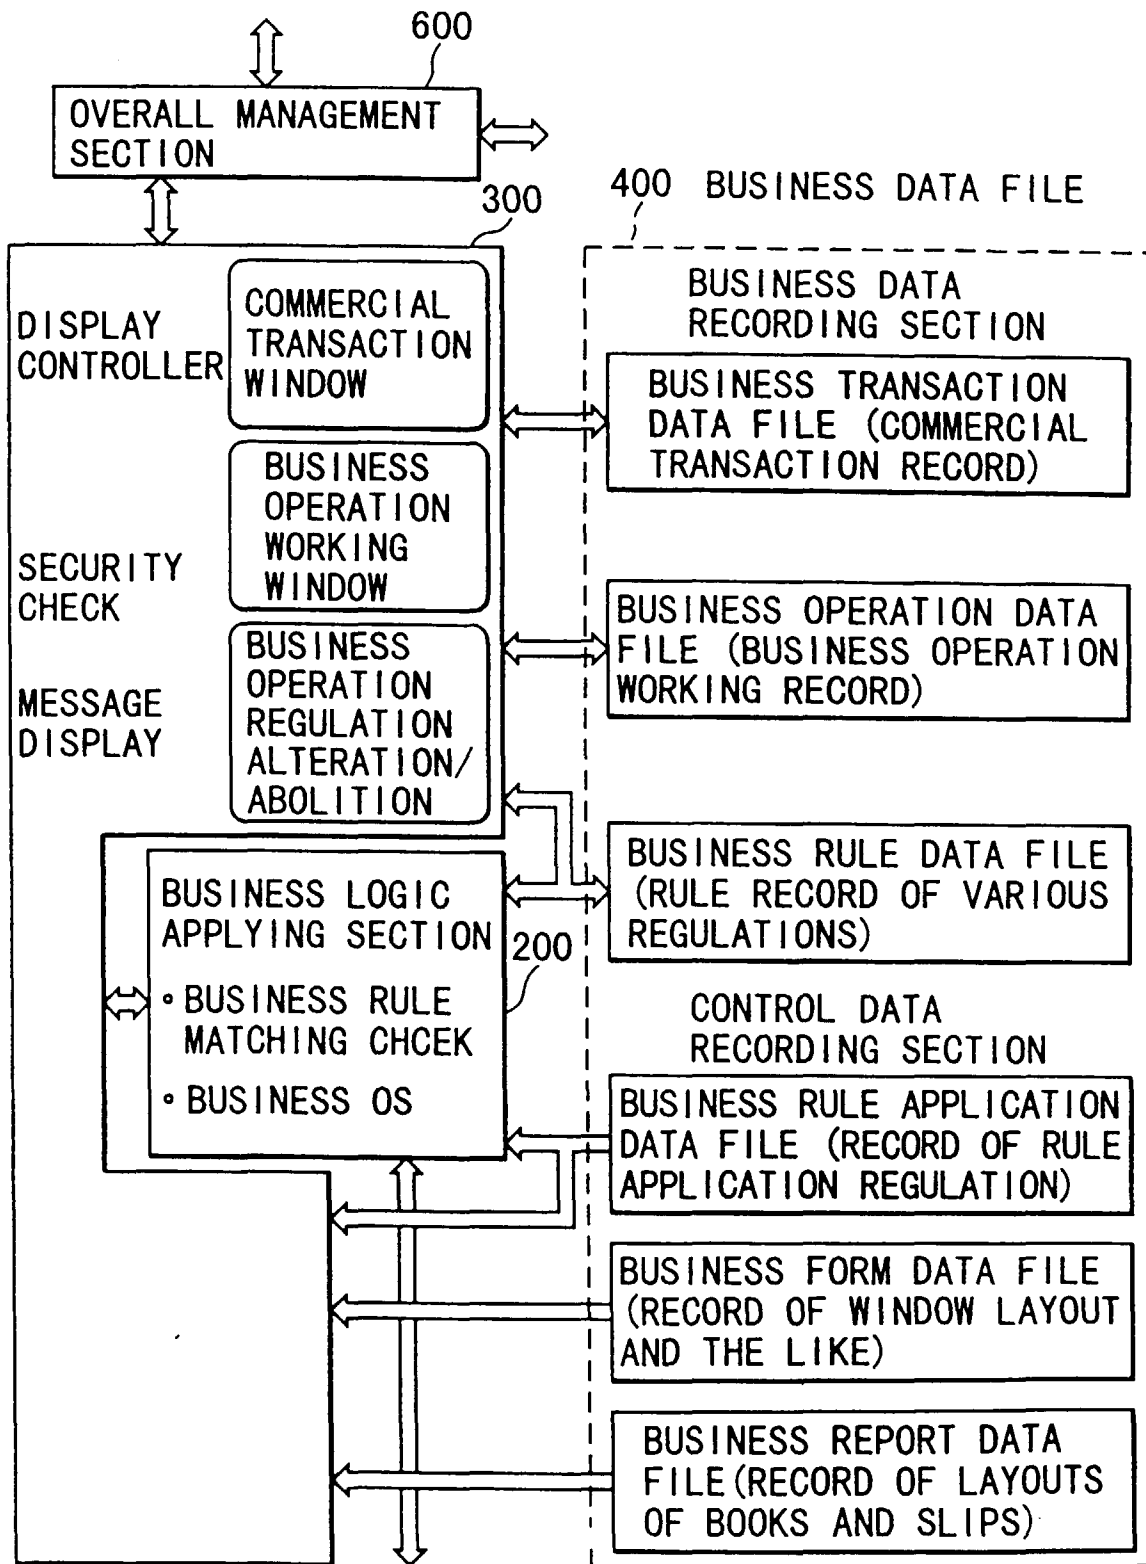 600
OVERALL MANAGEMENT
SECTION
300
400 BUSINESS DATA FILE
DISPLAY
CONTROLLER
COMMERCIAL
TRANSACTION
WINDOW
BUSINESS
OPERATION
WORKING
WINDOW
SECURITY
CHECK
BUSINESS
OPERATION
REGULATION
ALTERATION/
ABOLITION
MESSAGE
DISPLAY
BUSINESS LOGIC
APPLYING SECTION
200
• BUSINESS RULE
MATCHING CHCEK
• BUSINESS OS
BUSINESS DATA
RECORDING SECTION
BUSINESS TRANSACTION
DATA FILE (COMMERCIAL
TRANSACTION RECORD)
BUSINESS OPERATION DATA
FILE (BUSINESS OPERATION
WORKING RECORD)
BUSINESS RULE DATA FILE
(RULE RECORD OF VARIOUS
REGULATIONS)
CONTROL DATA
RECORDING SECTION
BUSINESS RULE APPLICATION
DATA FILE (RECORD OF RULE
APPLICATION REGULATION)
BUSINESS FORM DATA FILE
(RECORD OF WINDOW LAYOUT
AND THE LIKE)
BUSINESS REPORT DATA
FILE(RECORD OF LAYOUTS
OF BOOKS AND SLIPS)